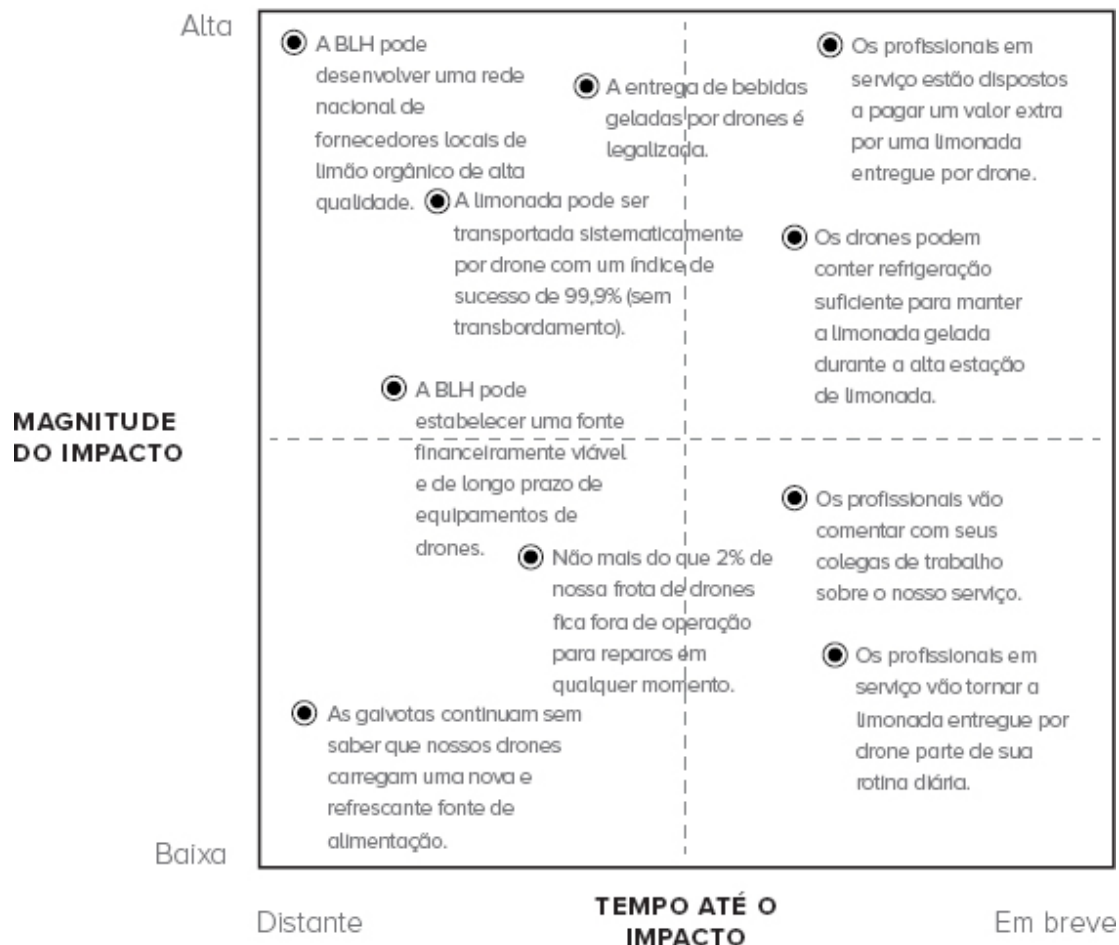 Alta
A BLH pode
desenvolver uma rede
nacional de
fornecedores locais de
limão orgânico de alta
qualidade.
A entrega de bebidas
geladas por drones é
legalizada.
Os profissionais em
serviço estão dispostos
a pagar um valor extra
por uma limonada
entregue por drone.
A limonada pode ser
transportada sistematicamente
por drone com um índice de
sucesso de 99,9% (sem
transbordamento).
Os drones podem
conter refrigeração
suficiente para manter
a limonada gelada
durante a alta estação
de limonada.
A BLH pode
estabelecer uma fonte
financeiramente viável
e de longo prazo de
equipamentos de
drones.
MAGNITUDE
DO IMPACTO
Os profissionais vão
comentar com seus
colegas de trabalho
sobre o nosso serviço.
Não mais do que 2% de
nossa frota de drones
fica fora de operação
para reparos em
qualquer momento.
Os profissionais em
serviço vão tornar a
limonada entregue por
drone parte de sua
rotina diária.
As gaivotas continuam sem
saber que nossos drones
carregam uma nova e
refrescante fonte de
alimentação.
Baixa
Distante
TEMPO ATÉ O
IMPACTO
Em breve